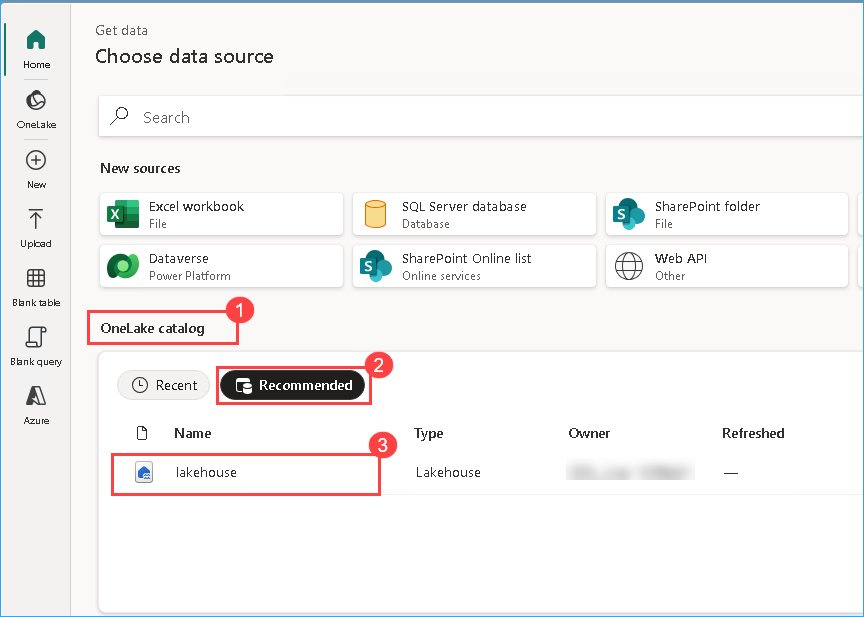 Get data
Choose data source
Home
OneLake
New
Upload
Blank table
Blank query
Azure
Search
New sources
Excel workbook
File
SQL Server database
Database
SharePoint folder
File
Dataverse
Power Platform
SharePoint Online list
Online services
Web API
Other
OneLake catalog
1
Recent
Recommended
2
Name Type Owner Refreshed
3
lakehouse Lakehouse —